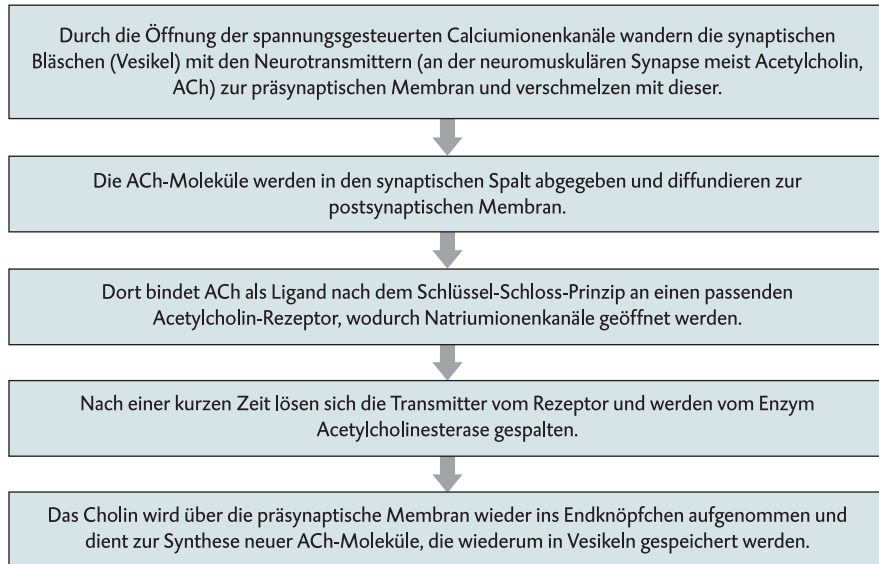 Durch die Öffnung der spannungsgesteuerten Calciumionenkanäle wandern die synaptischen
Bläschen (Vesikel) mit den Neurotransmittern (an der neuromuskulären Synapse meist Acetylcholin,
ACh) zur präsynaptischen Membran und verschmelzen mit dieser.
Die ACh-Moleküle werden in den synaptischen Spalt abgegeben und diffundieren zur
postsynaptischen Membran.
Dort bindet ACh als Ligand nach dem Schlüssel-Schloss-Prinzip an einen passenden
Acetylcholin-Rezeptor, wodurch Natriumionenkanäle geöffnet werden.
Nach einer kurzen Zeit lösen sich die Transmitter vom Rezeptor und werden vom Enzym
Acetylcholinesterase gespalten.
Das Cholin wird über die präsynaptische Membran wieder ins Endknöpfchen aufgenommen und
dient zur Synthese neuer ACh-Moleküle, die wiederum in Vesikeln gespeichert werden.